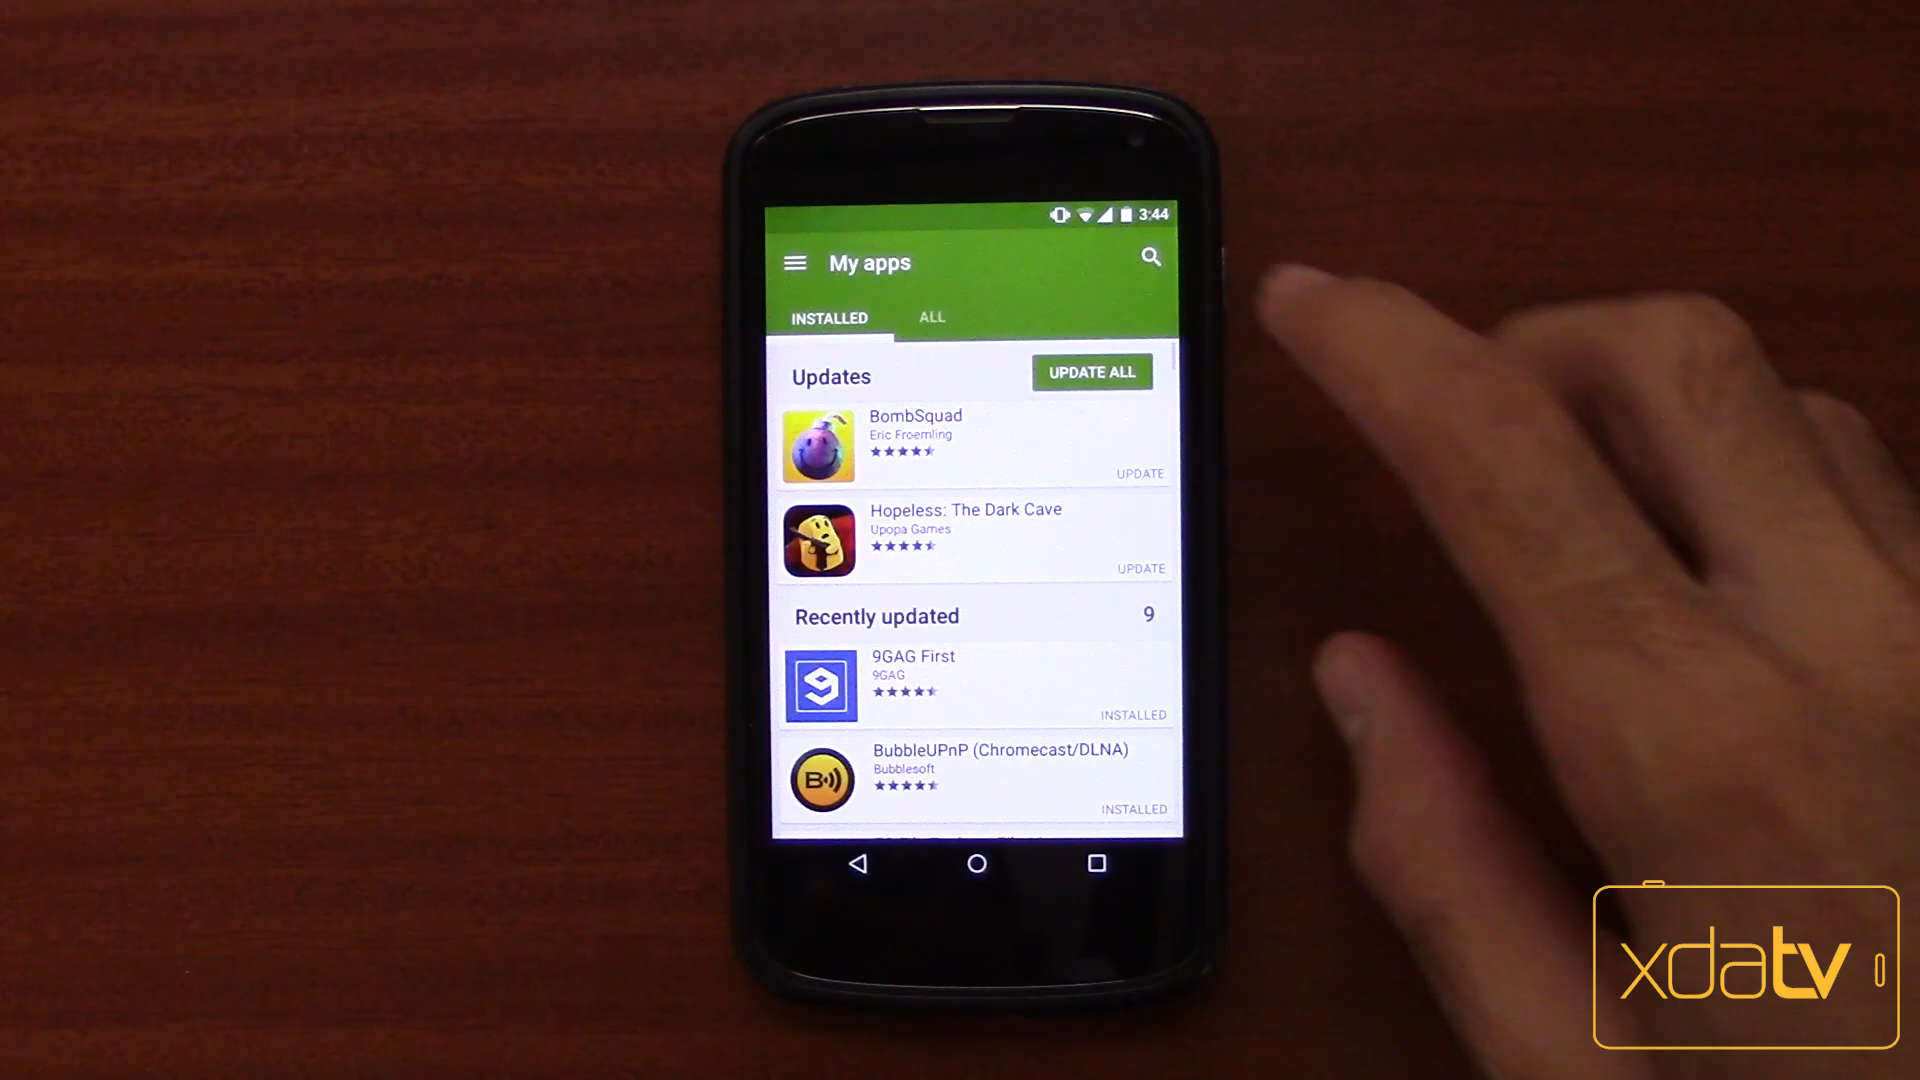 3:44
My apps
INSTALLED ALL
Updates UPDATE ALL
BombSquad
Eric Froemling
UPDATE
Hopeless: The Dark Cave
Upopa Games
UPDATE
Recently updated 9
9GAG First
9GAG
INSTALLED
B
BubbleUPnP (Chromecast/DLNA)
Bubblesoft
INSTALLED
xdatv